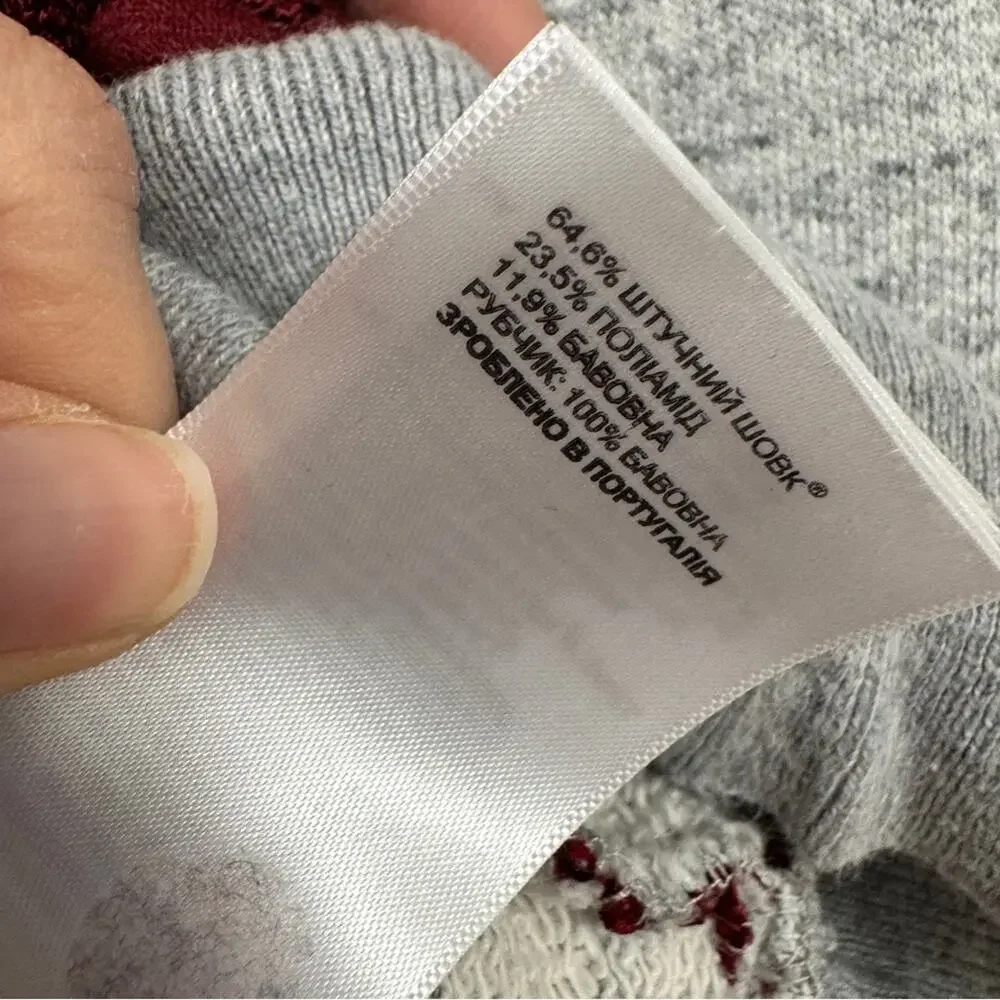 64,6% ШТУЧНИЙ ШОВК®
23,5% ПОЛІАМІД
11,9% БАВОВНА
РУБЧИК: 100% БАВОВНА
ЗРОБЛЕНО В ПОРТУГАЛІЯ